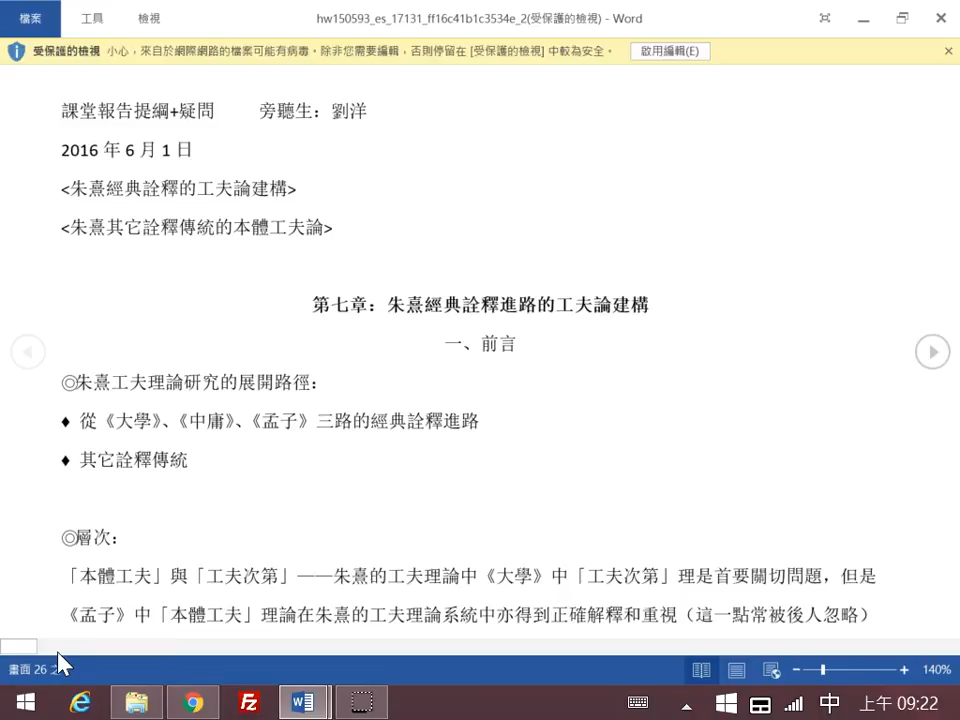 檔案 工具 檢視 hw150593_es_17131_ff16c41b1c3534e_2(受保護的檢視) - Word
受保護的檢視 小心，來自於網際網路的檔案可能有病毒。除非您需要編輯，否則停留在 [受保護的檢視] 中較為安全。 啟用編輯(E)
課堂報告提綱+疑問 旁聽生：劉洋
2016 年 6 月 1 日
<朱熹經典詮釋的工夫論建構>
<朱熹其它詮釋傳統的本體工夫論>
第七章：朱熹經典詮釋進路的工夫論建構
一、前言
◎朱熹工夫理論研究的展開路徑：
♦ 從《大學》、《中庸》、《孟子》三路的經典詮釋進路
♦ 其它詮釋傳統
◎層次：
「本體工夫」與「工夫次第」——朱熹的工夫理論中《大學》中「工夫次第」理是首要關切問題，但是
《孟子》中「本體工夫」理論在朱熹的工夫理論系統中亦得到正確解釋和重視（這一點常被後人忽略）
畫面 26 之 140%
中 上午 09:22